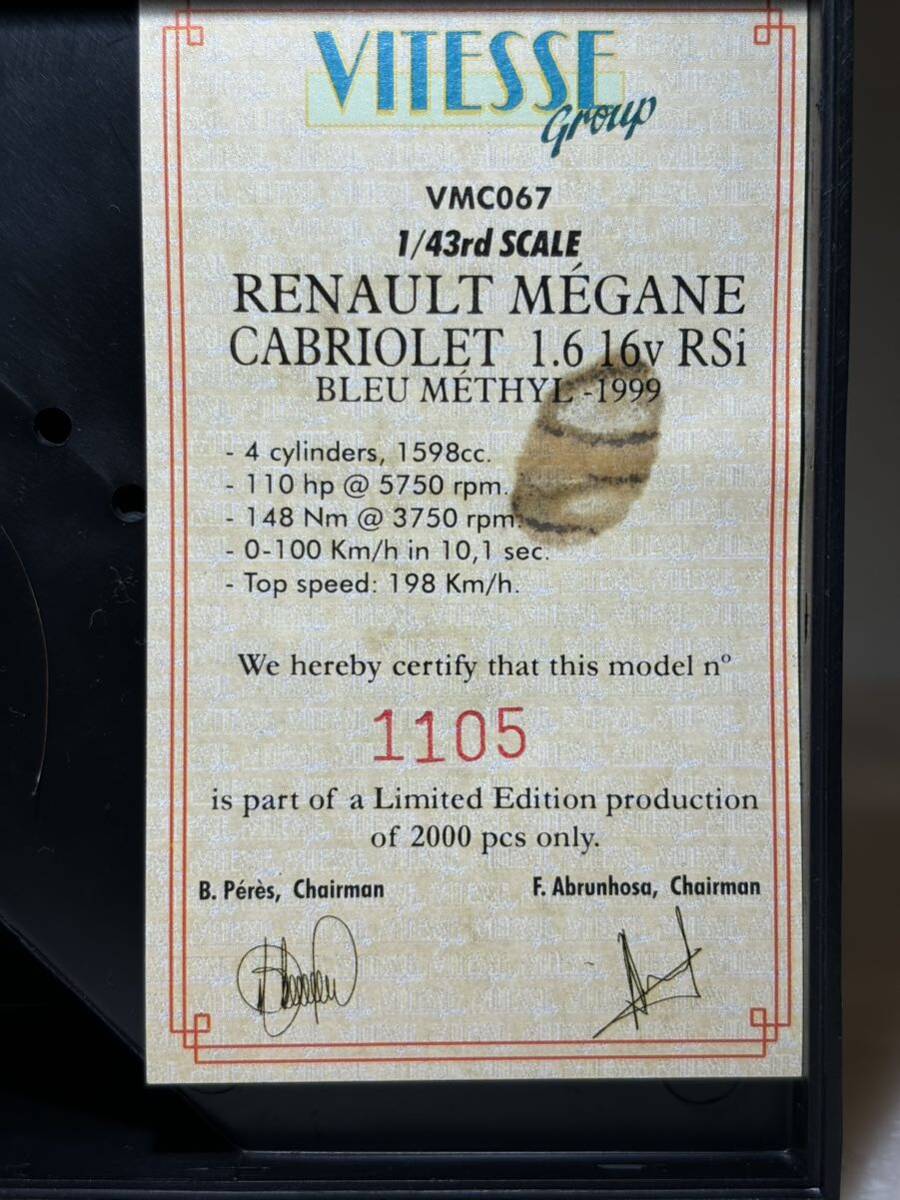 VITESSE
Group
VMC067
1/43rd SCALE
RENAULT MÉGANE
CABRIOLET 1.6 16v RSi
BLEU MÉTHYL -1999
- 4 cylinders, 1598cc.
- 110 hp @ 5750 rpm.
- 148 Nm @ 3750 rpm.
- 0-100 Km/h in 10,1 sec.
- Top speed: 198 Km/h.
We hereby certify that this model nº
1105
is part of a Limited Edition production
of 2000 pcs only.
B. Pérès, Chairman
F. Abrunhosa, Chairman